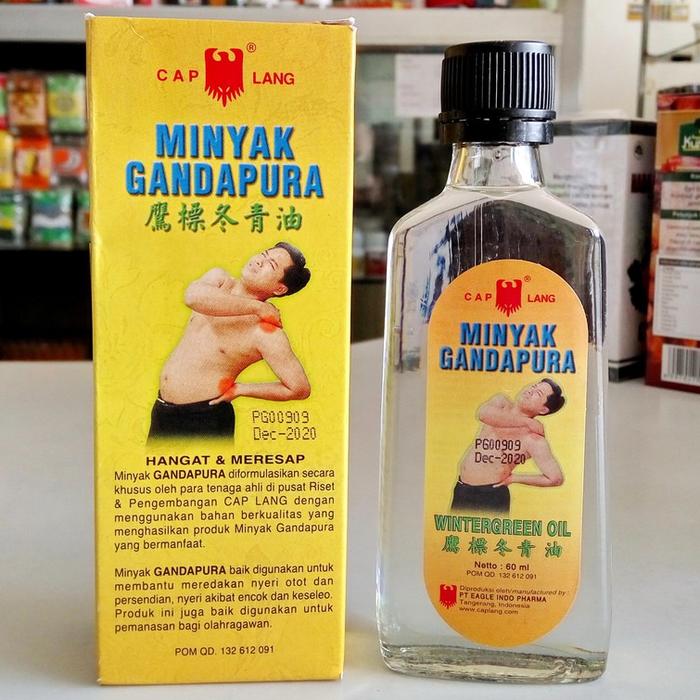 CAP LANG
®
MINYAK
GANDAPURA
鷹標冬青油
PG00909
Dec-2020
HANGAT & MERESAP
Minyak GANDAPURA diformulasikan secara
khusus oleh para tenaga ahli di pusat Riset
& Pengembangan CAP LANG dengan
menggunakan bahan berkualitas yang
menghasilkan produk Minyak Gandapura
yang bermanfaat.
Minyak GANDAPURA baik digunakan untuk
membantu meredakan nyeri otot dan
persendian, nyeri akibat encok dan keseleo.
Produk ini juga baik digunakan untuk
pemanasan bagi olahragawan.
POM QD. 132 612 091
CAP LANG
MINYAK
GANDAPURA
PG00909
Dec-2020
WINTERGREEN OIL
鷹標冬青油
Netto : 60 ml
POM QD. 132 612 091
Diproduksi oleh/manufactured by :
PT EAGLE INDO PHARMA
Tangerang, Indonesia
www.caplang.com